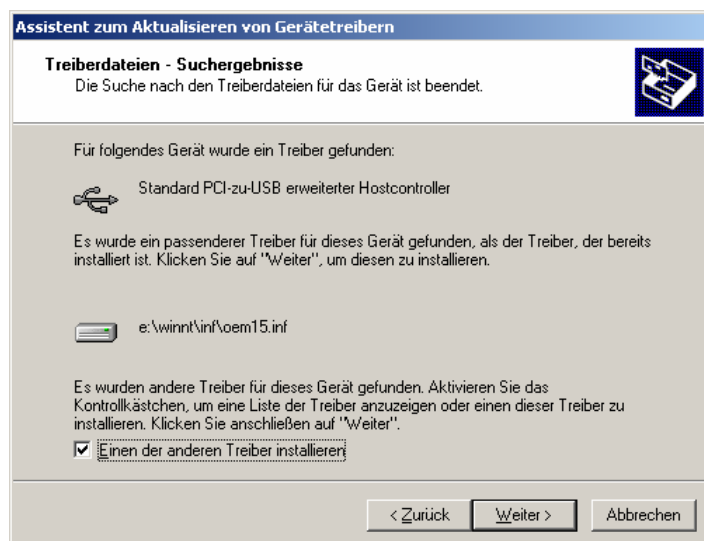 Assistent zum Aktualisieren von Gerätetreibern
Treiberdateien - Suchergebnisse
Die Suche nach den Treiberdateien für das Gerät ist beendet.
Für folgendes Gerät wurde ein Treiber gefunden:
Standard PCI-zu-USB erweiterter Hostcontroller
Es wurde ein passenderer Treiber für dieses Gerät gefunden, als der Treiber, der bereits
installiert ist. Klicken Sie auf "Weiter", um diesen zu installieren.
e:\winnt\inf\oem15.inf
Es wurden andere Treiber für dieses Gerät gefunden. Aktivieren Sie das
Kontrollkästchen, um eine Liste der Treiber anzuzeigen oder einen dieser Treiber zu
installieren. Klicken Sie anschließen auf "Weiter".
Einen der anderen Treiber installieren
< Zurück Weiter > Abbrechen